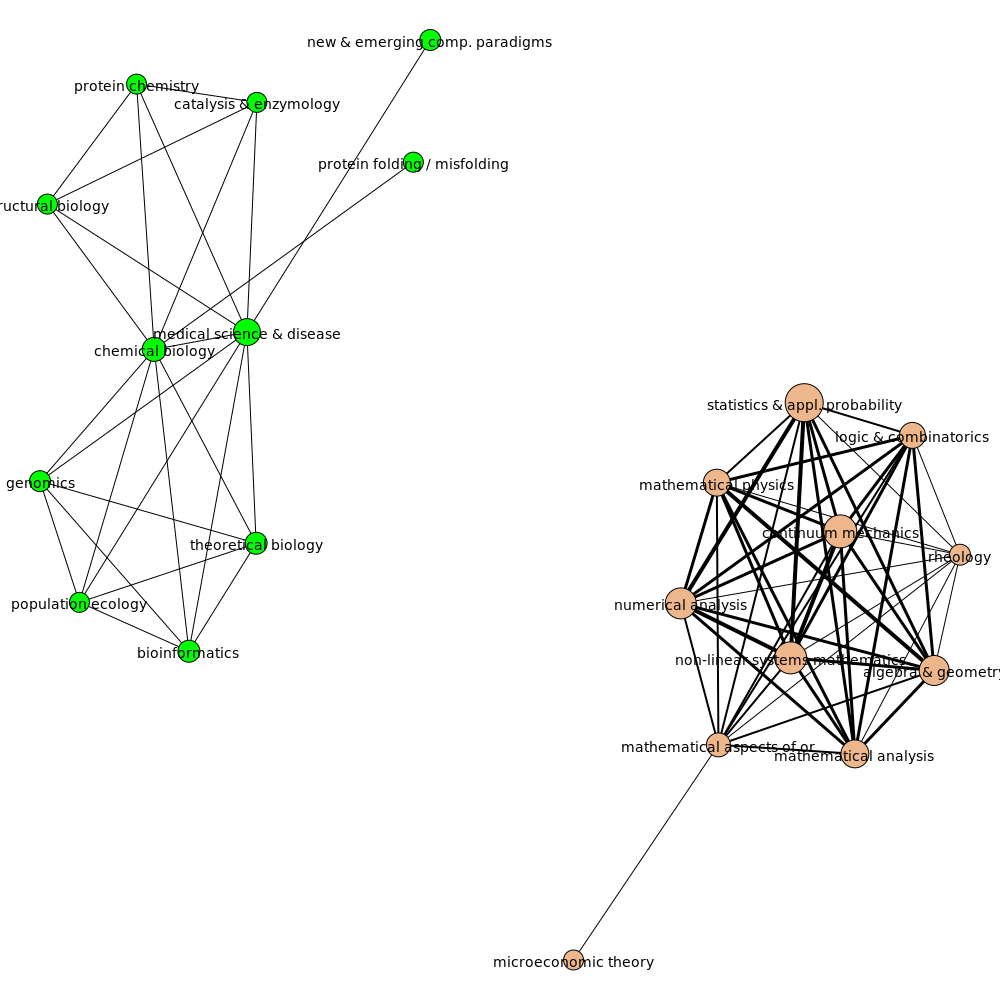 new & emerging comp. paradigms
protein chemistry
catalysis & enzymology
protein folding / misfolding
ructural biology
medical science & disease
chemical biology
statistics & appl. probability
logic & combinatorics
genomics
mathematical physics
continuum mechanics
theoretical biology
rheology
population ecology
numerical analysis
bioinformatics
non-linear systems mathematics
algebra & geometry
mathematical aspects of or
mathematical analysis
microeconomic theory